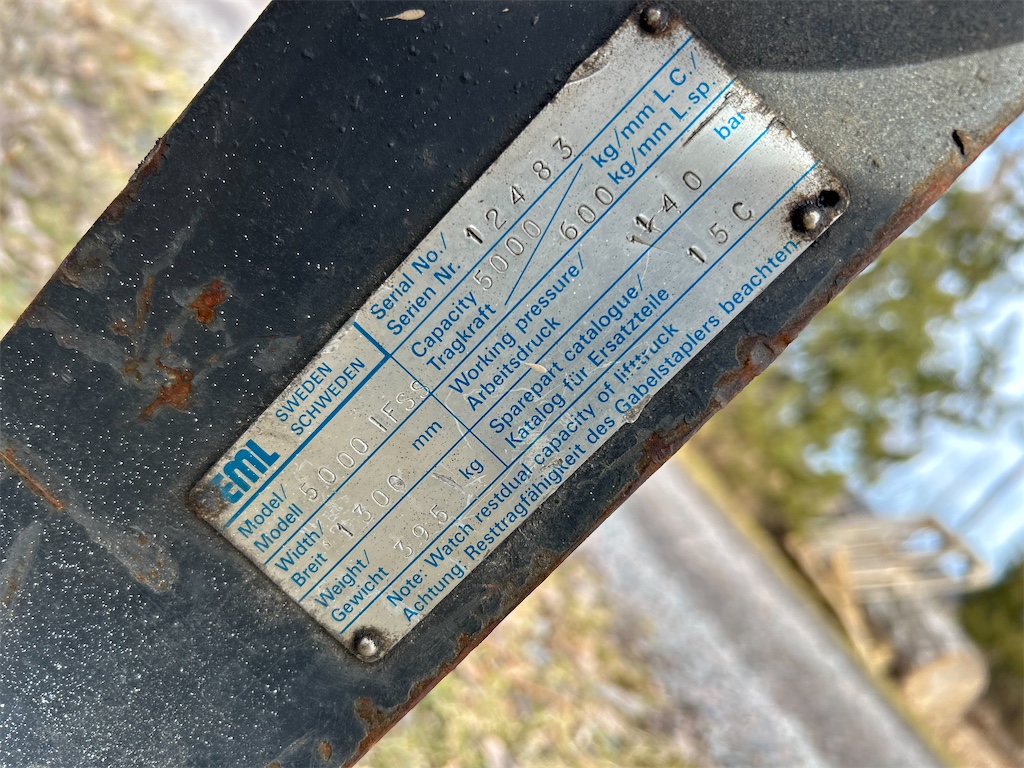 EML
SWEDEN
SCHWEDEN
Serial No./
Serien Nr. 12483
Model/
Modell 5000 IFSS
Capacity
Tragkraft 5000/600 kg/mm L.C./
kg/mm L.sp.
Width/
Breit 1300 mm
Working pressure/
Arbeitsdruck 140 bar
Weight/
Gewicht 395 kg
Sparepart catalogue/
Katalog für Ersatzteile 15C
Note: Watch restdual capacity of lifttruck
Achtung: Resttragfähigkeit des Gabelstaplers beachten.